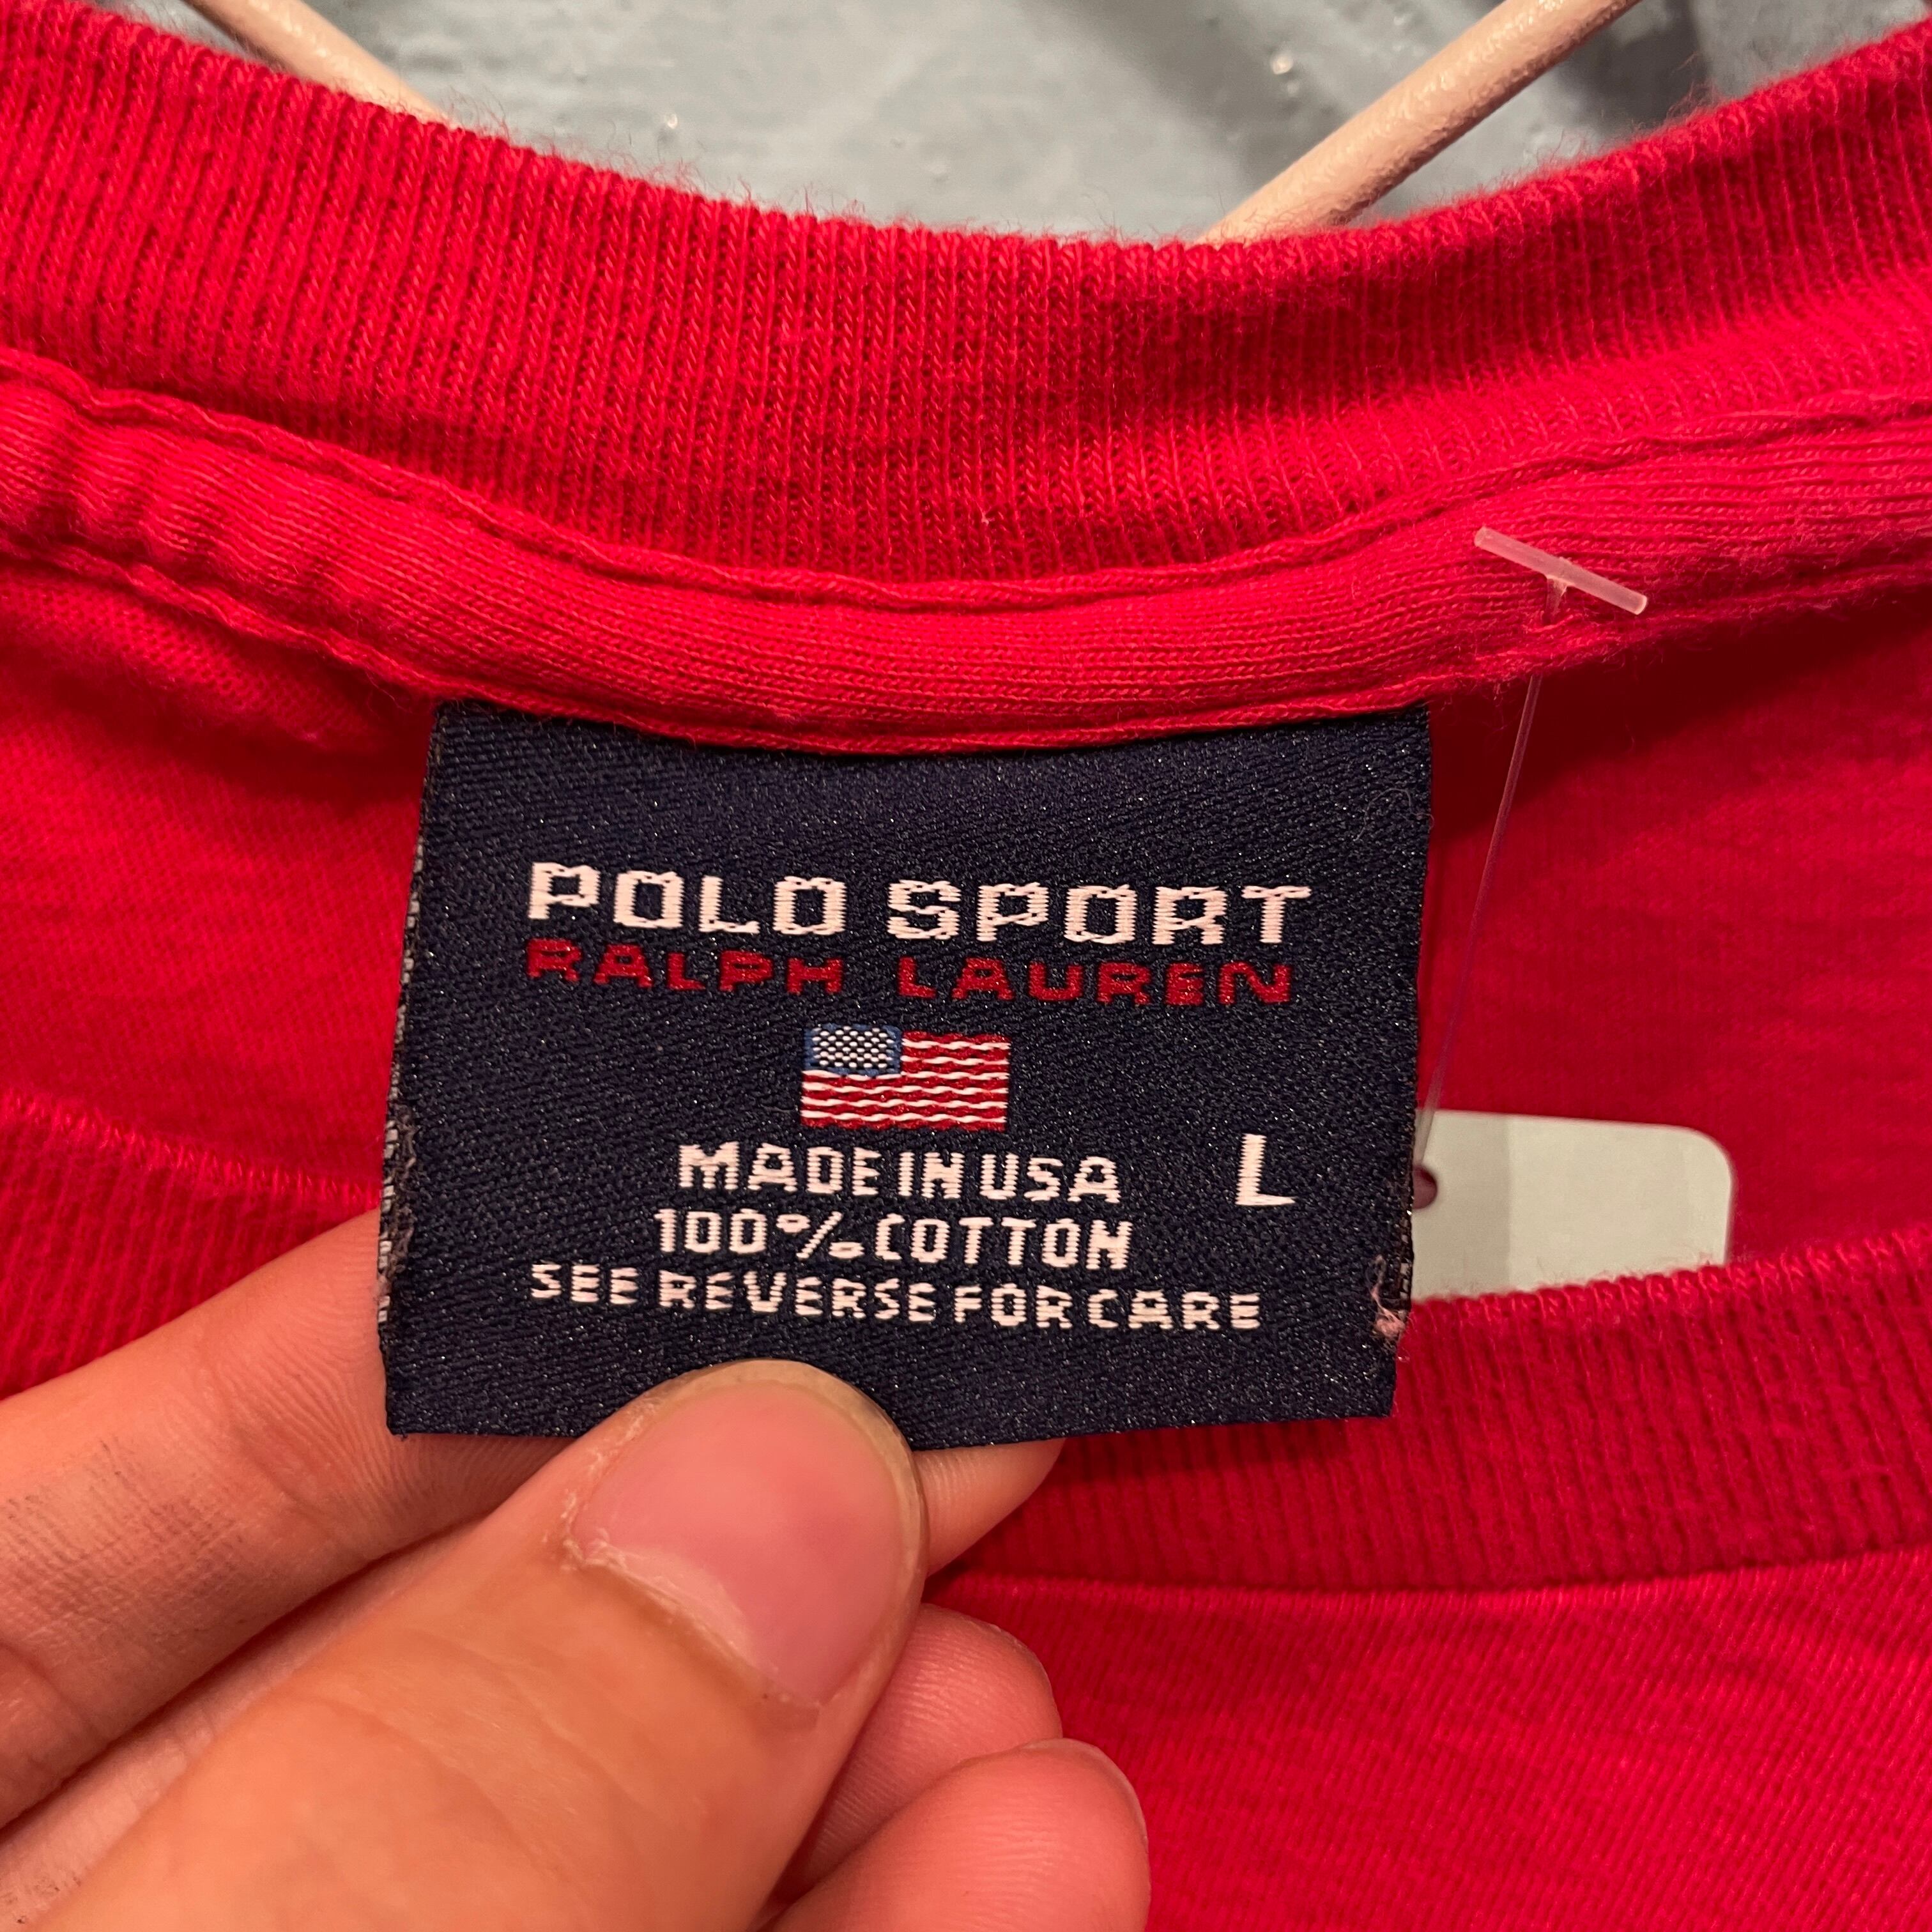 POLO SPORT
RALPH LAUREN
MADE IN USA L
100% COTTON
SEE REVERSE FOR CARE